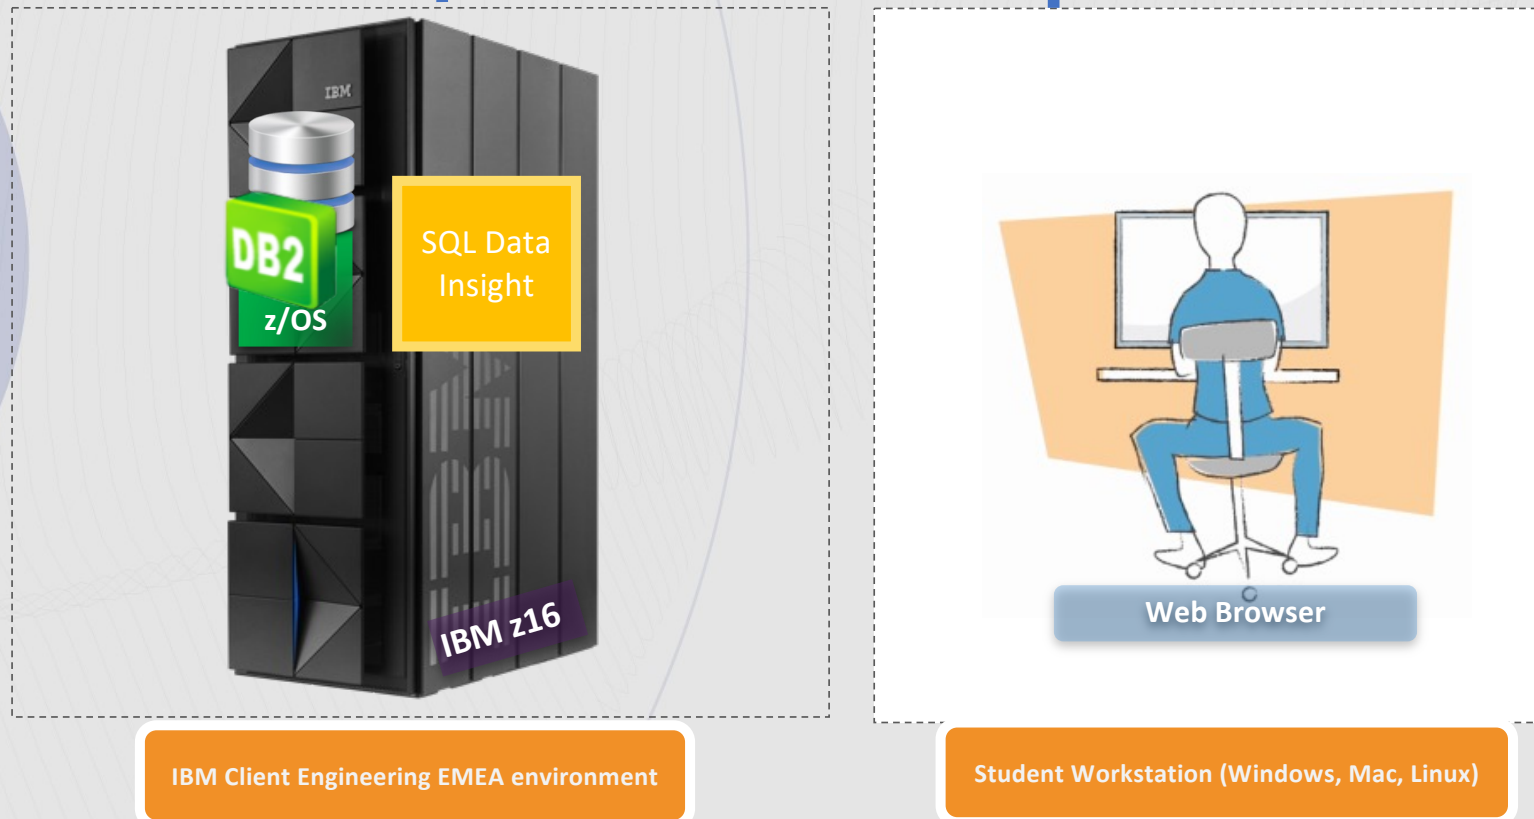 IBM
DB2
z/OS
SQL Data
Insight
IBM
IBM z16
IBM Client Engineering EMEA environment
Web Browser
Student Workstation (Windows, Mac, Linux)